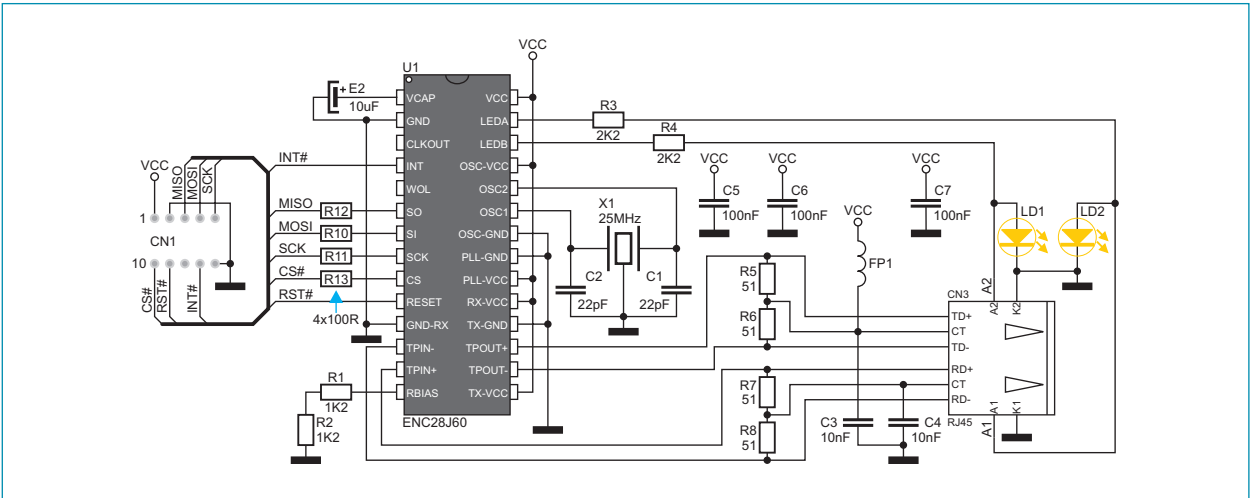 VCC
U1
E2
+
10uF
VCAP
GND
CLKOUT
INT
WOL
SO
SI
SCK
CS
RESET
GND-RX
TPIN-
TPIN+
RBIAS
VCC
LEDA
LEDB
OSC-VCC
OSC2
OSC1
OSC-GND
PLL-GND
PLL-VCC
RX-VCC
TX-GND
TPOUT+
TPOUT-
TX-VCC
ENC28J60
INT#
MISO
R12
MOSI
R10
SCK
R11
CS#
R13
RST#
4x100R
VCC
MISO
MOSI
SCK
1
CN1
10
CS#
RST#
INT#
R1
1K2
R2
1K2
R3
2K2
R4
2K2
X1
25MHz
C2
22pF
C1
22pF
VCC
C5
100nF
VCC
C6
100nF
VCC
C7
100nF
VCC
FP1
R5
51
R6
51
R7
51
R8
51
C3
10nF
C4
10nF
LD1
LD2
A2
A2
K2
CN3
TD+
CT
TD-
RD+
CT
RD-
A1
K1
A1
RJ45